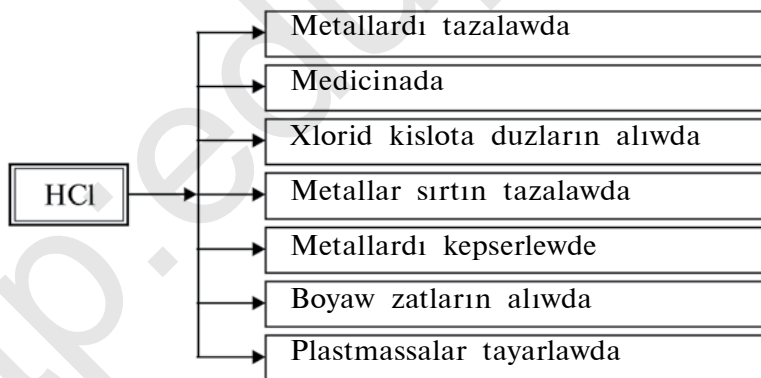 Metallardı tazalawda
Medicinada
Xlorid kislota duzların alıwda
HCl
Metallar sırtın tazalawda
Metallardı kepserlewde
Boyaw zatların alıwda
Plastmassalar tayarlawda